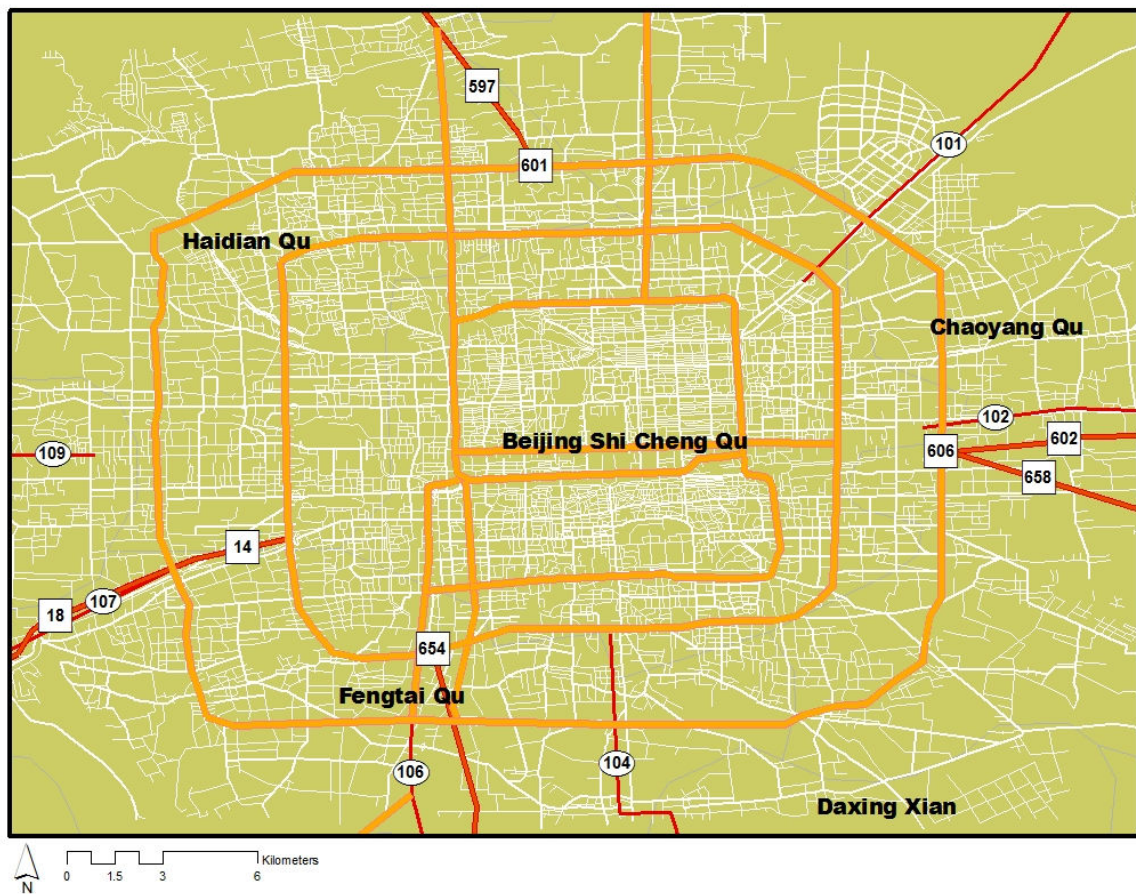 597
601
101
Haidian Qu
Chaoyang Qu
102
Beijing Shi Cheng Qu
602
606
109
658
14
107
18
654
Fengtai Qu
104
106
Daxing Xian
Kilometers
0 1.5 3 6
N